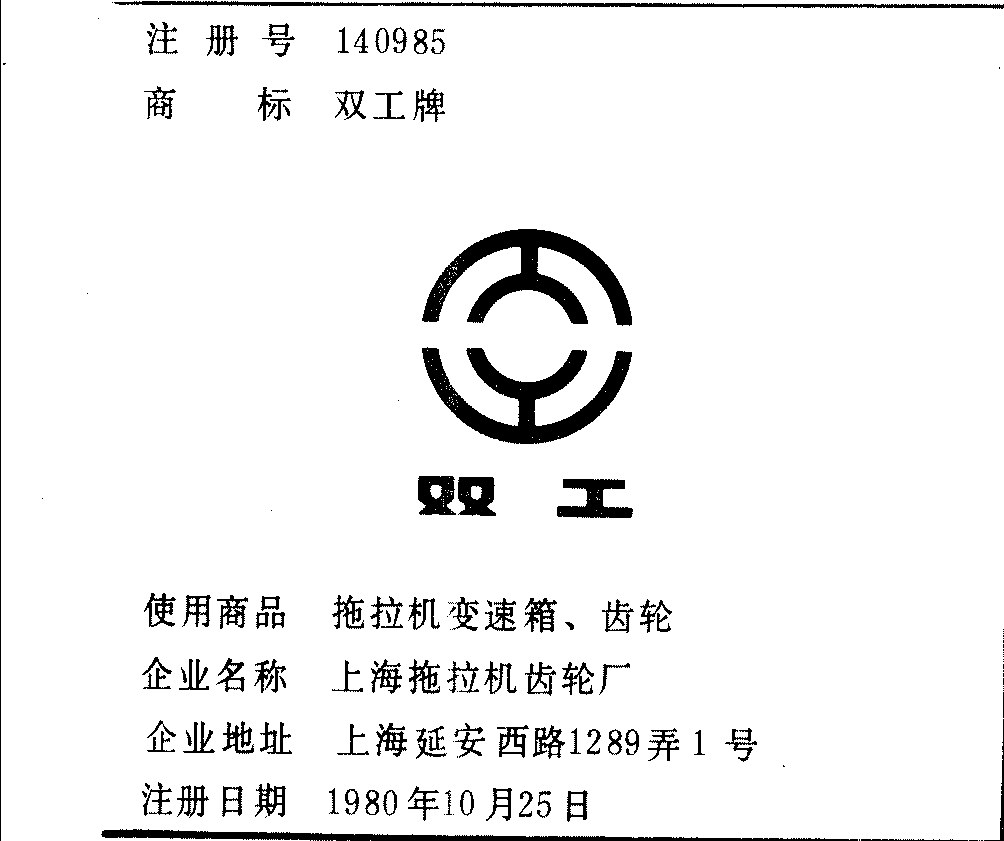 注册号 140985
商标 双工牌
双工
使用商品 拖拉机变速箱、齿轮
企业名称 上海拖拉机齿轮厂
企业地址 上海延安西路1289弄1号
注册日期 1980年10月25日